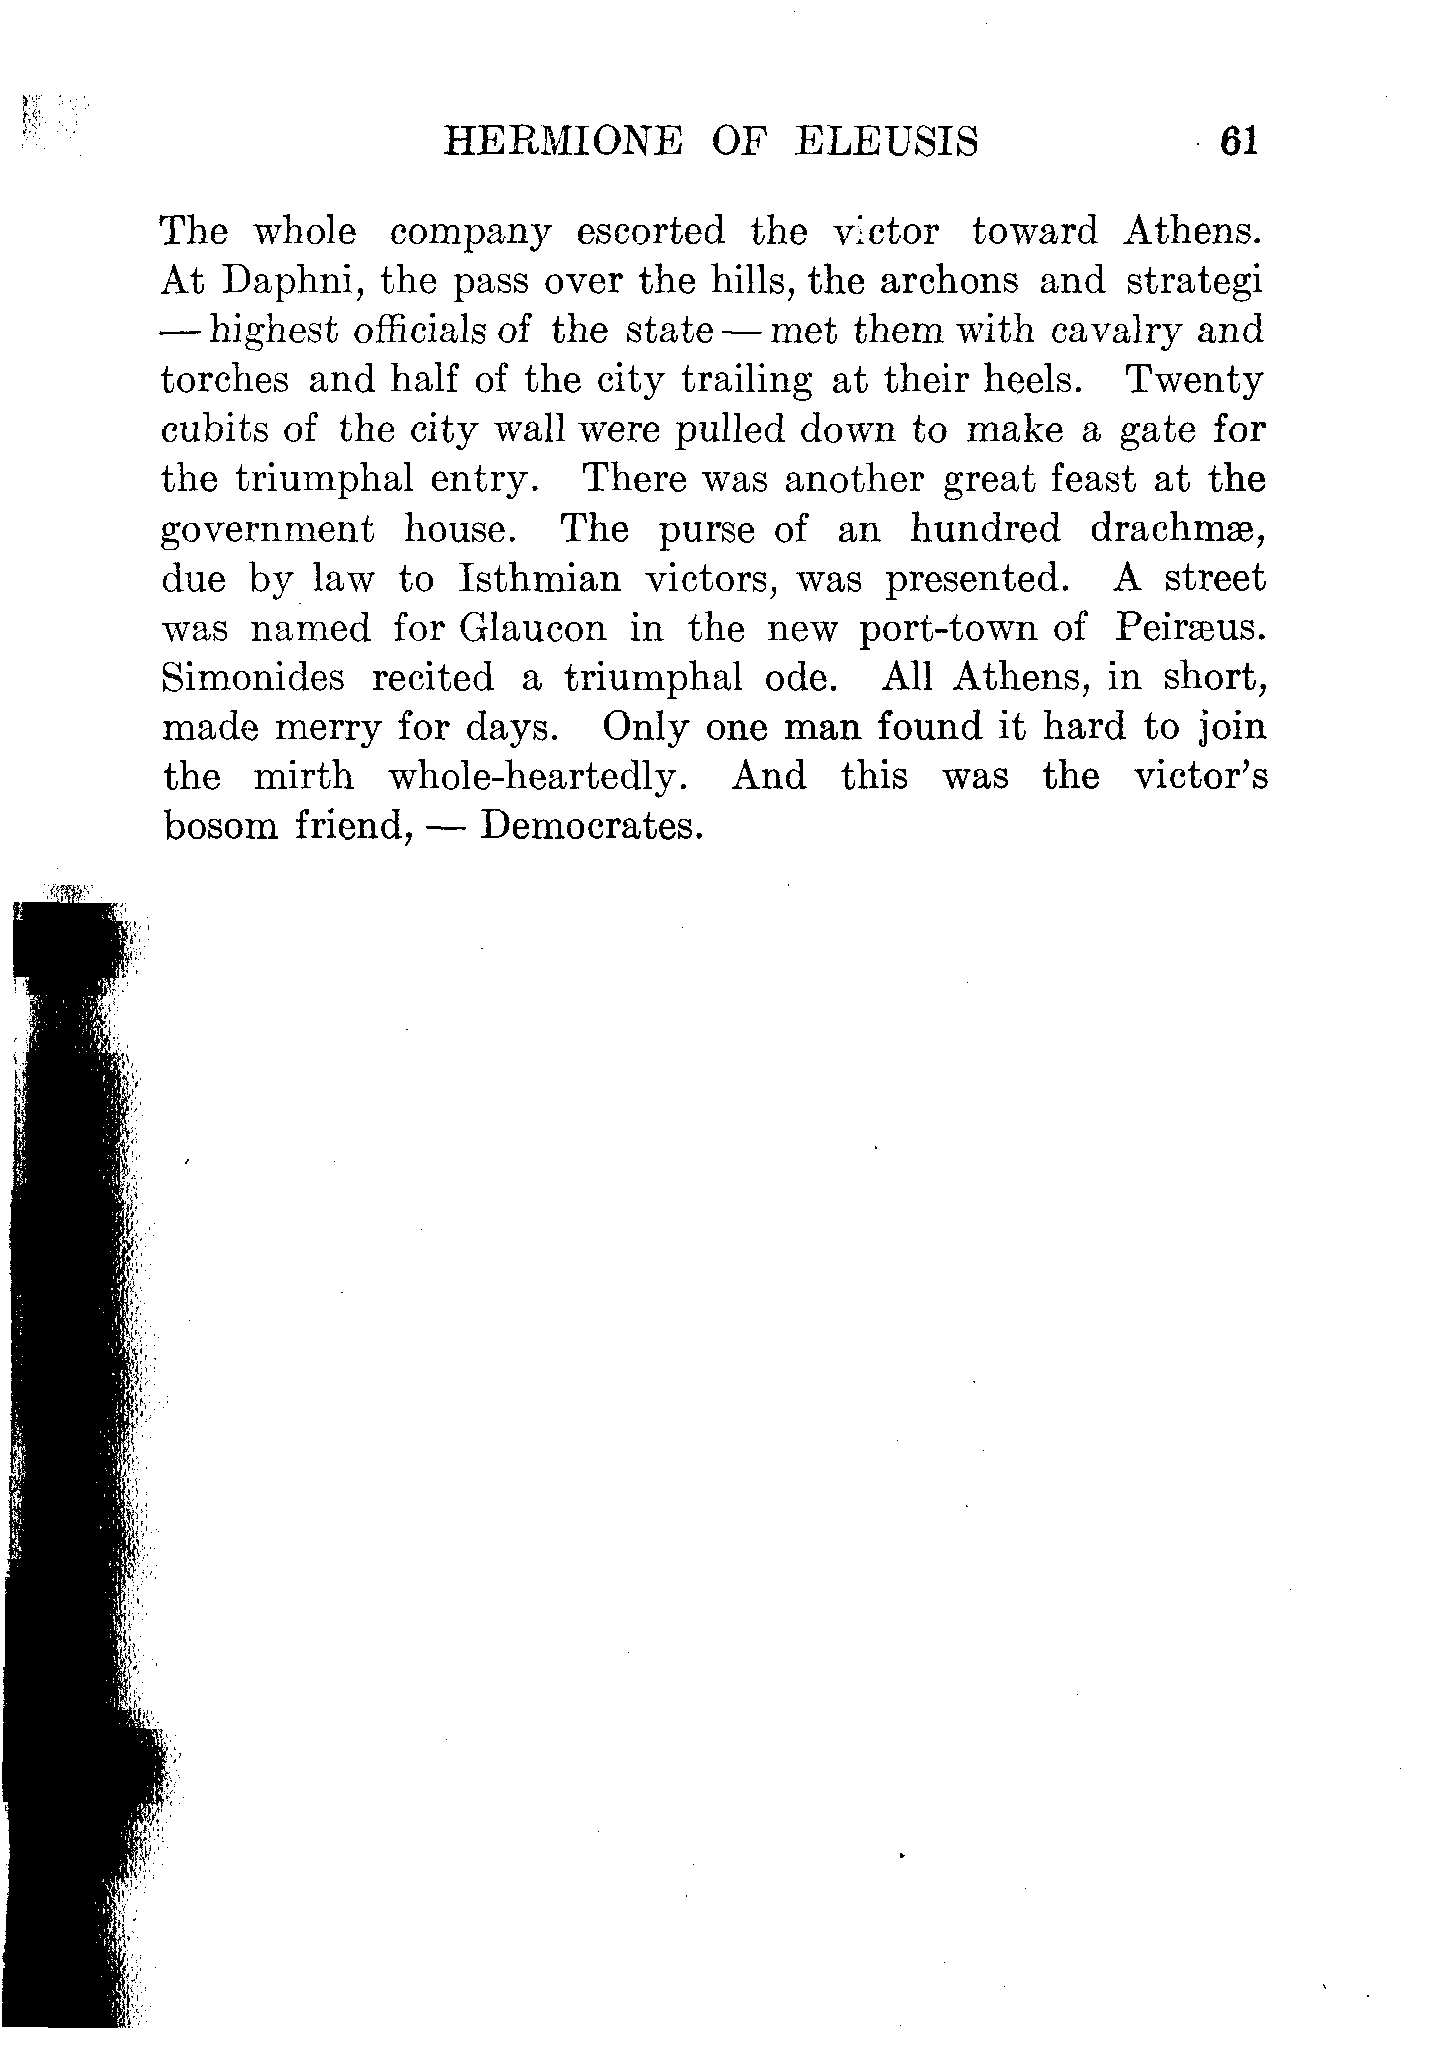 HERMIONE OF ELEUSIS 61
The whole company escorted the victor toward Athens.
At Daphni, the pass over the hills, the archons and strategi
— highest officials of the state — met them with cavalry and
torches and half of the city trailing at their heels. Twenty
cubits of the city wall were pulled down to make a gate for
the triumphal entry. There was another great feast at the
government house. The purse of an hundred drachmæ,
due by law to Isthmian victors, was presented. A street
was named for Glaucon in the new port-town of Peiræus.
Simonides recited a triumphal ode. All Athens, in short,
made merry for days. Only one man found it hard to join
the mirth whole-heartedly. And this was the victor's
bosom friend, — Democrates.